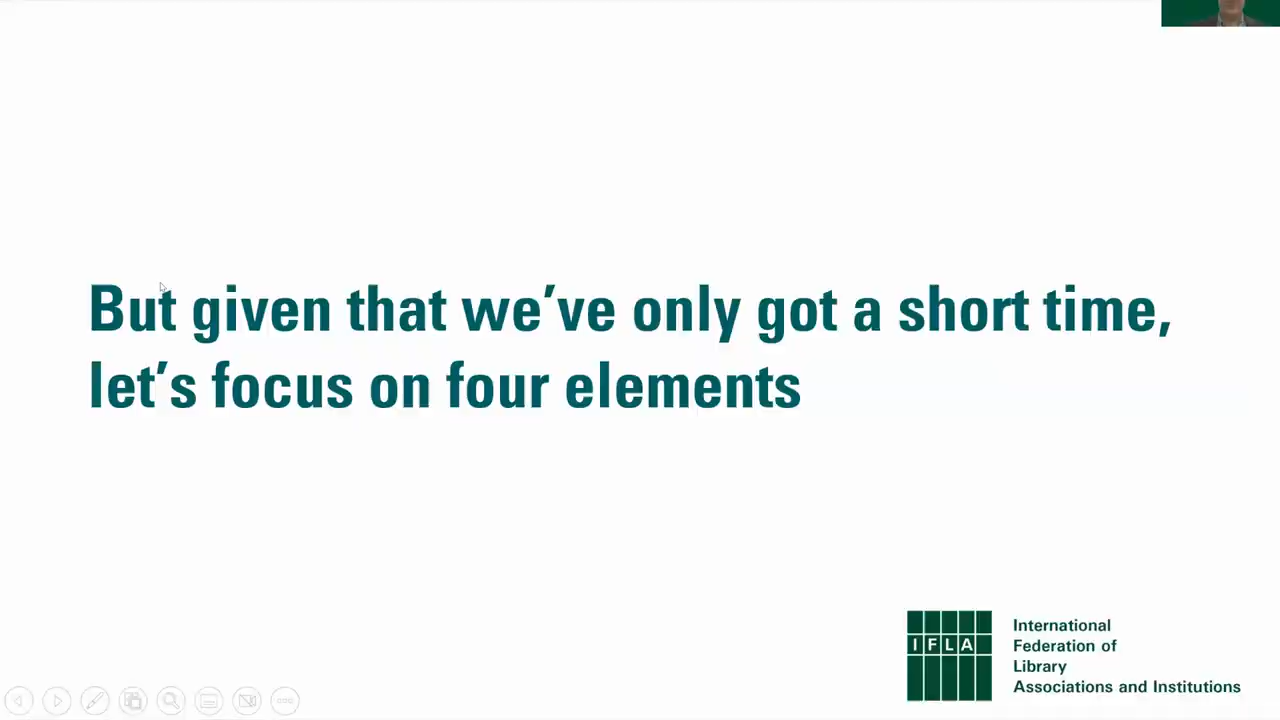 But given that we’ve only got a short time,
let’s focus on four elements
IFLA
International
Federation of
Library
Associations and Institutions